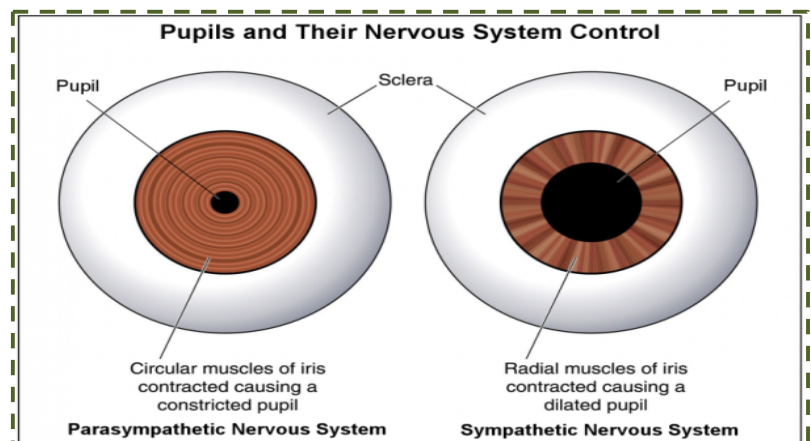 Pupils and Their Nervous System Control
Pupil
Sclera
Pupil
Circular muscles of iris
contracted causing a
constricted pupil
Radial muscles of iris
contracted causing a
dilated pupil
Parasympathetic Nervous System
Sympathetic Nervous System